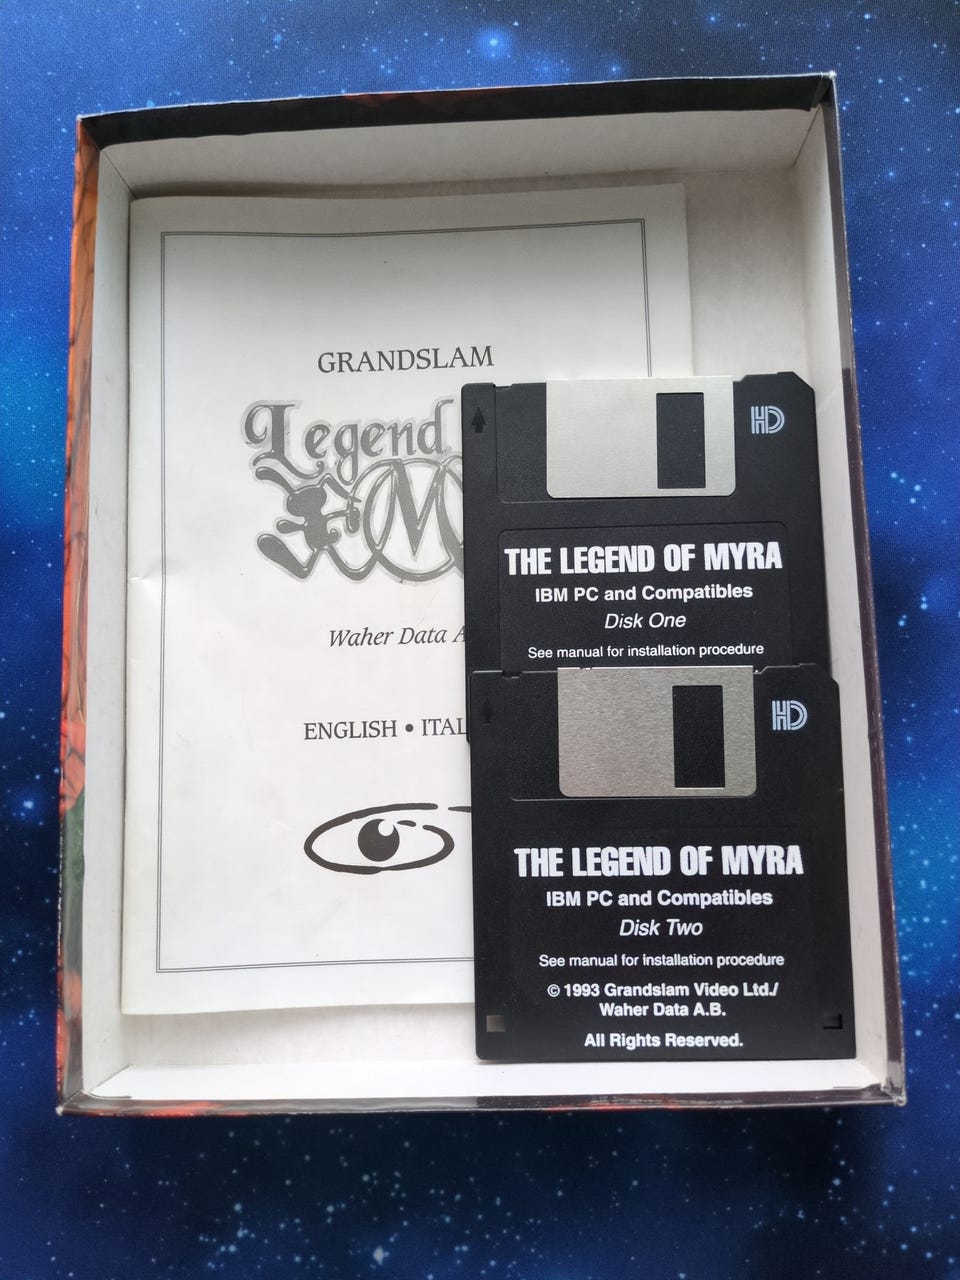 GRANDSLAM
Legend
M
Waher Data A
ENGLISH • ITAL
HD
THE LEGEND OF MYRA
IBM PC and Compatibles
Disk One
See manual for installation procedure
HD
THE LEGEND OF MYRA
IBM PC and Compatibles
Disk Two
See manual for installation procedure
© 1993 Grandslam Video Ltd./
Waher Data A.B.
All Rights Reserved.